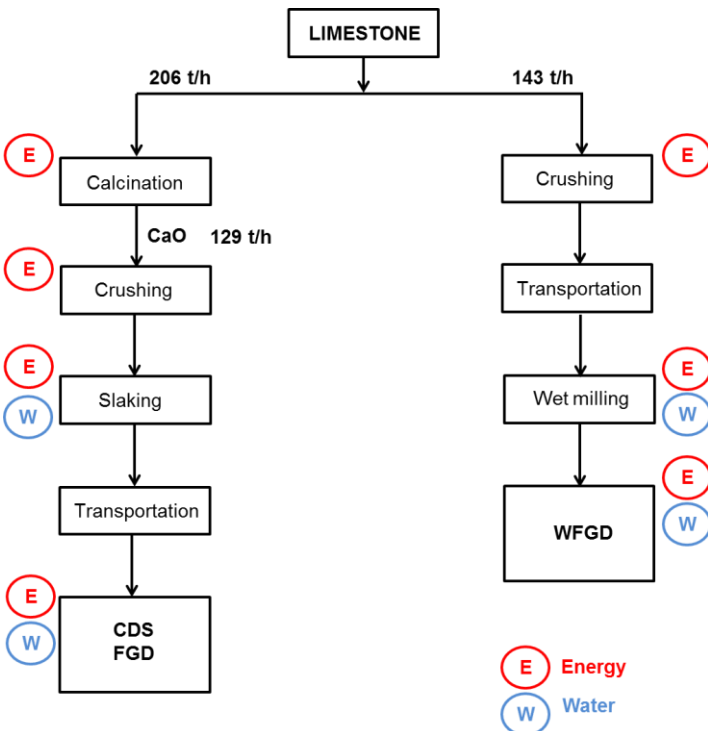 LIMESTONE
206 t/h
143 t/h
E
Calcination
Crushing
E
CaO 129 t/h
E
Crushing
Transportation
E
W
Slaking
Wet milling
E
W
Transportation
WFGD
E
W
E
W
CDS
FGD
E Energy
W Water